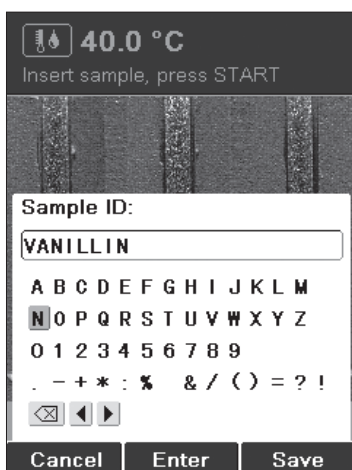 40.0 °C
Insert sample, press START
Sample ID:
VANILLIN
A B C D E F G H I J K L M
N O P Q R S T U V W X Y Z
0 1 2 3 4 5 6 7 8 9
. - + * : % & / ( ) = ? !
Cancel Enter Save